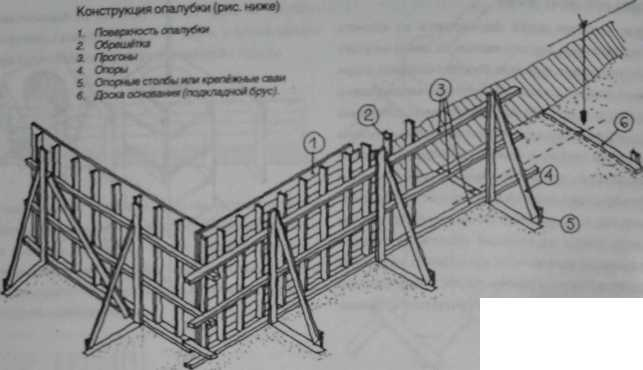 Конструкция опалубки (рис. ниже)
1. Поверхность опалубки
2. Обрешётка
3. Прогоны
4. Опоры
5. Опорные столбы или крепёжные сваи
6. Доска основания (подкладной брус).
1
2
3
4
5
6